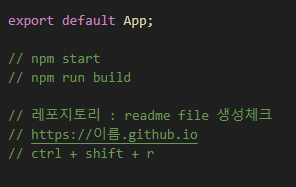 export default App;
// npm start
// npm run build
// 레포지토리 : readme file 생성체크
// https://이름.github.io
// ctrl + shift + r